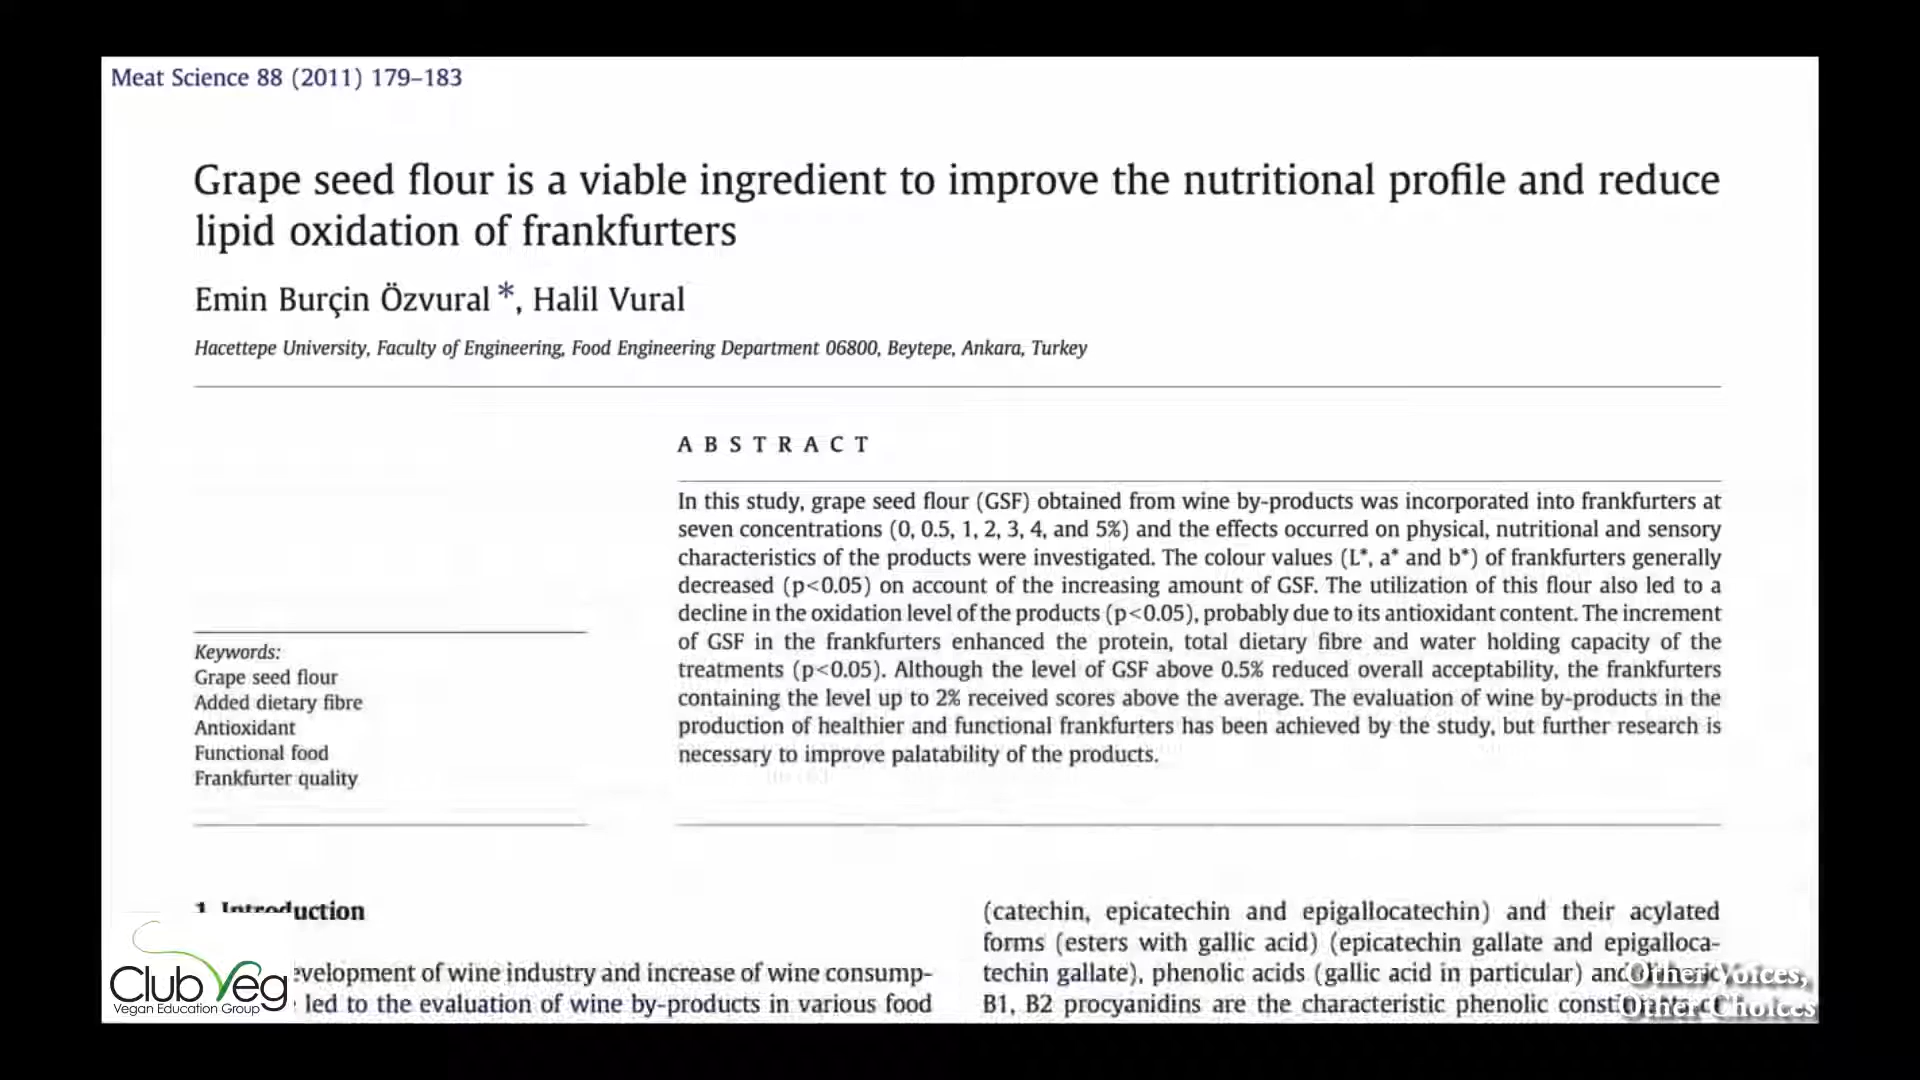 Meat Science 88 (2011) 179–183
Grape seed flour is a viable ingredient to improve the nutritional profile and reduce
lipid oxidation of frankfurters
Emin Burçin Özvural *, Halil Vural
Hacettepe University, Faculty of Engineering, Food Engineering Department 06800, Beytepe, Ankara, Turkey
ABSTRACT
In this study, grape seed flour (GSF) obtained from wine by-products was incorporated into frankfurters at
seven concentrations (0, 0.5, 1, 2, 3, 4, and 5%) and the effects occurred on physical, nutritional and sensory
characteristics of the products were investigated. The colour values (L*, a* and b*) of frankfurters generally
decreased (p<0.05) on account of the increasing amount of GSF. The utilization of this flour also led to a
decline in the oxidation level of the products (p<0.05), probably due to its antioxidant content. The increment
of GSF in the frankfurters enhanced the protein, total dietary fibre and water holding capacity of the
treatments (p<0.05). Although the level of GSF above 0.5% reduced overall acceptability, the frankfurters
containing the level up to 2% received scores above the average. The evaluation of wine by-products in the
production of healthier and functional frankfurters has been achieved by the study, but further research is
necessary to improve palatability of the products.
Keywords:
Grape seed flour
Added dietary fibre
Antioxidant
Functional food
Frankfurter quality
1. Introduction
evelopment of wine industry and increase of wine consump-
led to the evaluation of wine by-products in various food
(catechin, epicatechin and epigallocatechin) and their acylated
forms (esters with gallic acid) (epicatechin gallate and epigalloca-
techin gallate), phenolic acids (gallic acid in particular) and
B1, B2 procyanidins are the characteristic phenolic
Club Veg
Vegan Education Group
Other Voices,
Other Choices